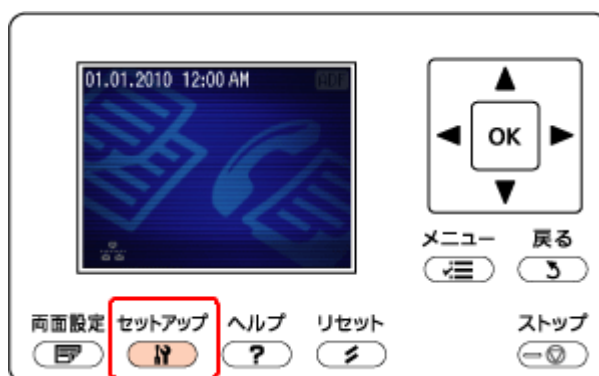 01.01.2010 12:00 AM
ADF
OK
メニュー
戻る
両面設定
セットアップ
ヘルプ
リセット
ストップ
?